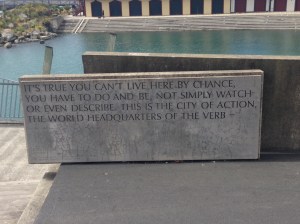 IT'S TRUE YOU CAN'T LIVE HERE BY CHANCE,
YOU HAVE TO DO AND BE, NOT SIMPLY WATCH
OR EVEN DESCRIBE. THIS IS THE CITY OF ACTION,
THE WORLD HEADQUARTERS OF THE VERB –